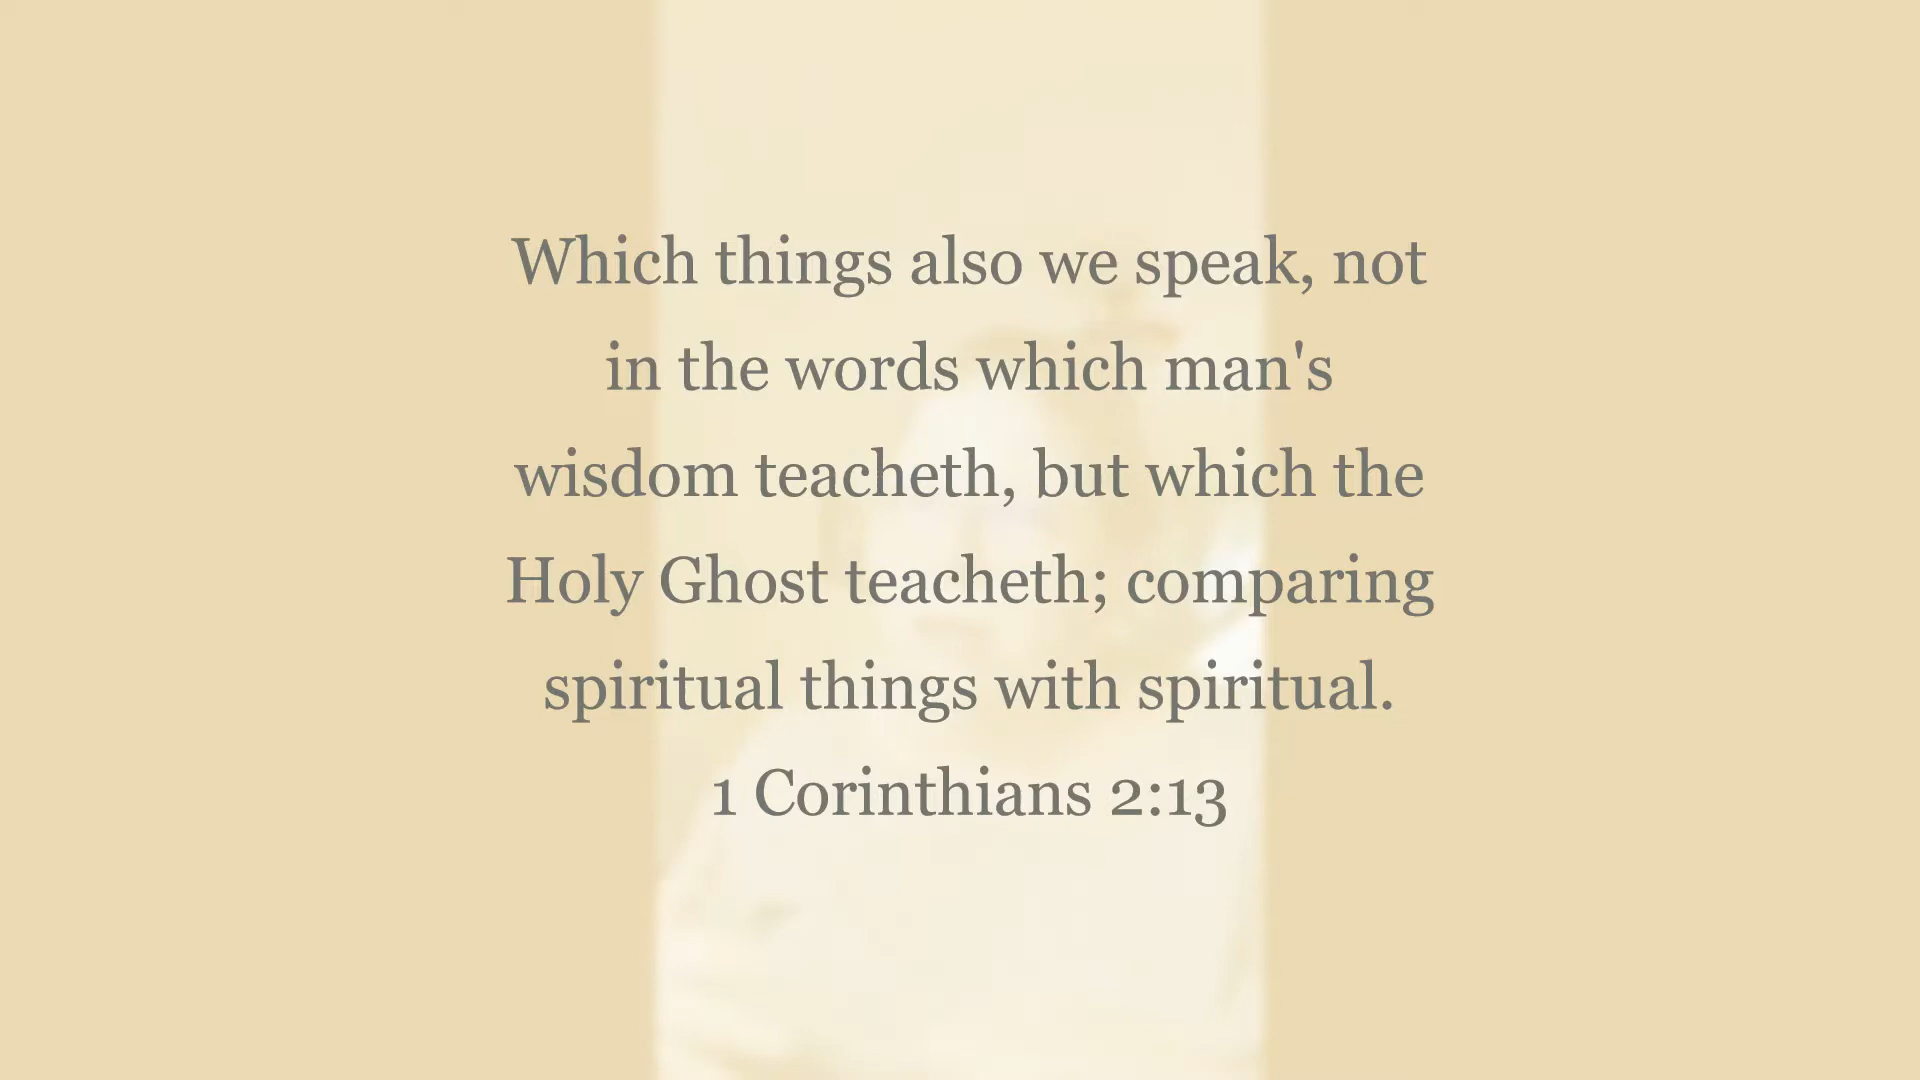 Which things also we speak, not
in the words which man's
wisdom teacheth, but which the
Holy Ghost teacheth; comparing
spiritual things with spiritual.
1 Corinthians 2:13